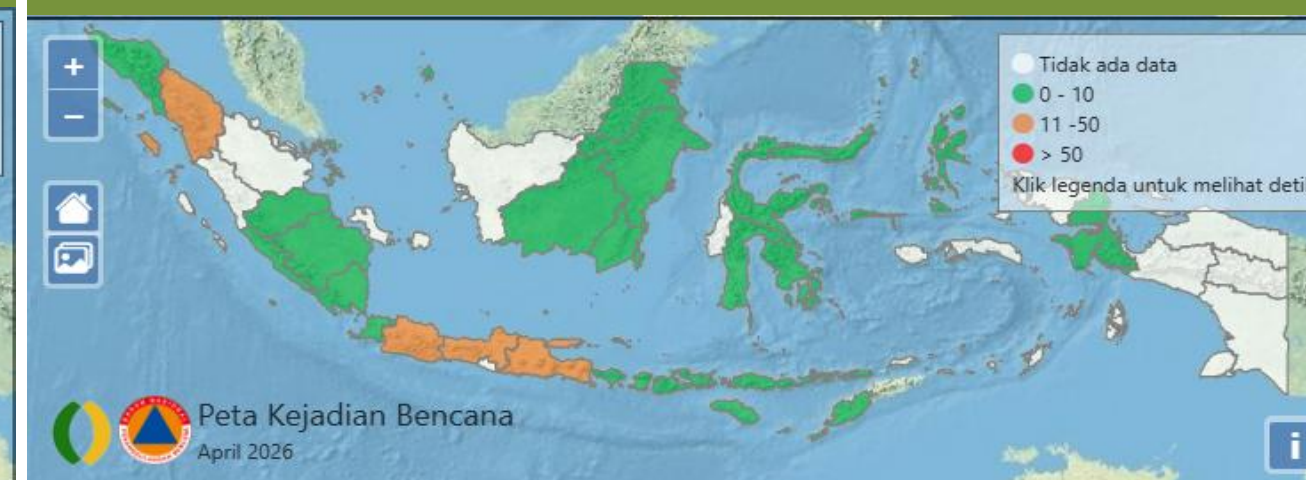 +
−
Tidak ada data
0 - 10
11 -50
> 50
Klik legenda untuk melihat deti
Peta Kejadian Bencana
April 2026
i